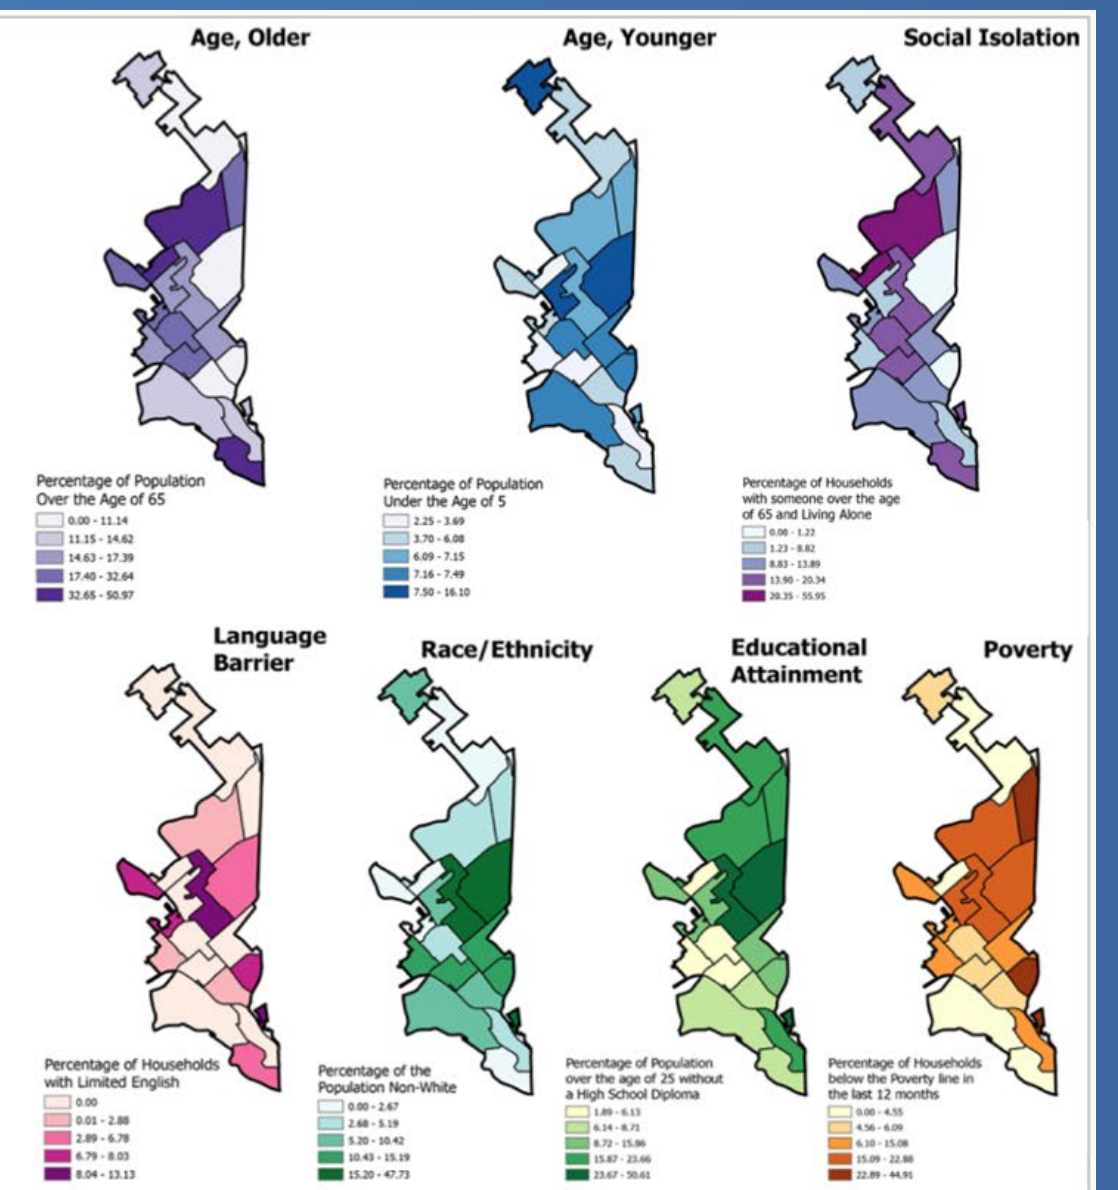 Age, Older
Age, Younger
Social Isolation
Percentage of Population
Over the Age of 65
0.00 - 11.14
11.15 - 14.62
14.63 - 17.39
17.40 - 32.64
32.65 - 50.97
Percentage of Population
Under the Age of 5
2.25 - 3.69
3.70 - 6.08
6.09 - 7.15
7.16 - 7.49
7.50 - 16.10
Percentage of Households
with someone over the age
of 65 and Living Alone
0.00 - 1.22
1.23 - 8.82
8.83 - 13.89
13.90 - 20.34
20.35 - 55.95
Language
Barrier
Race/Ethnicity
Educational
Attainment
Poverty
Percentage of Households
with Limited English
0.00
0.01 - 2.88
2.89 - 6.78
6.79 - 8.03
8.04 - 13.13
Percentage of the
Population Non-White
0.00 - 2.67
2.68 - 5.19
5.20 - 10.42
10.43 - 15.19
15.20 - 47.73
Percentage of Population
over the age of 25 without
a High School Diploma
1.89 - 6.13
6.14 - 8.71
8.72 - 15.86
15.87 - 23.66
23.67 - 50.61
Percentage of Households
below the Poverty line in
the last 12 months
0.00 - 4.55
4.56 - 6.09
6.10 - 15.08
15.09 - 22.88
22.89 - 44.91